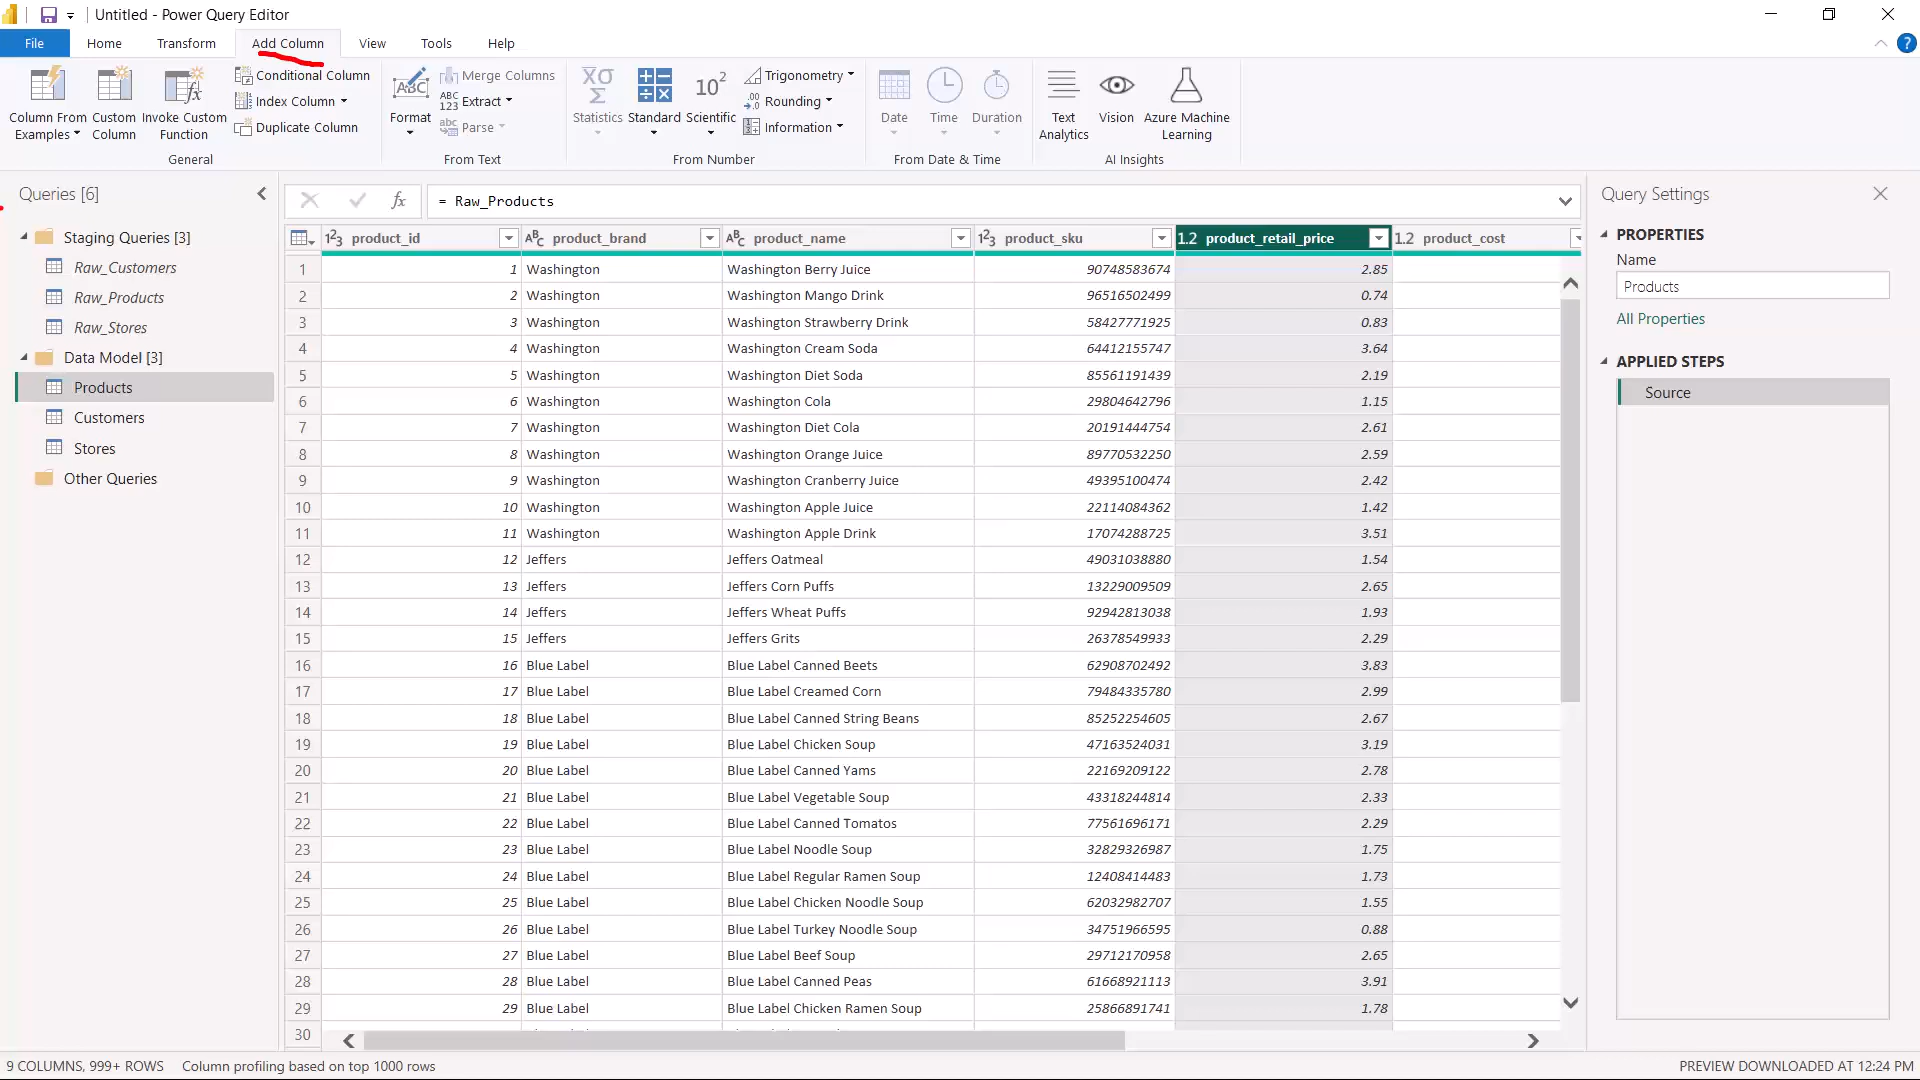 Untitled - Power Query Editor
File Home Transform Add Column View Tools Help
Column From Examples
Custom Column
Invoke Custom Function
Conditional Column
Index Column
Duplicate Column
General
ABC
Format
Merge Columns
ABC 123 Extract
abc Parse
From Text
XΣ Σ
Statistics
Standard
10²
Scientific
Trigonometry
.00 →.0 Rounding
Information
From Number
Date
Time
Duration
From Date & Time
Text Analytics
Vision
Azure Machine Learning
AI Insights
Queries [6]
Staging Queries [3]
Raw_Customers
Raw_Products
Raw_Stores
Data Model [3]
Products
Customers
Stores
Other Queries
fx = Raw_Products
1²3 product_id ABC product_brand ABC product_name 1²3 product_sku 1.2 product_retail_price 1.2 product_cost
1 1 Washington Washington Berry Juice 90748583674 2.85
2 2 Washington Washington Mango Drink 96516502499 0.74
3 3 Washington Washington Strawberry Drink 58427771925 0.83
4 4 Washington Washington Cream Soda 64412155747 3.64
5 5 Washington Washington Diet Soda 85561191439 2.19
6 6 Washington Washington Cola 29804642796 1.15
7 7 Washington Washington Diet Cola 20191444754 2.61
8 8 Washington Washington Orange Juice 89770532250 2.59
9 9 Washington Washington Cranberry Juice 49395100474 2.42
10 10 Washington Washington Apple Juice 22114084362 1.42
11 11 Washington Washington Apple Drink 17074288725 3.51
12 12 Jeffers Jeffers Oatmeal 49031038880 1.54
13 13 Jeffers Jeffers Corn Puffs 13229009509 2.65
14 14 Jeffers Jeffers Wheat Puffs 92942813038 1.93
15 15 Jeffers Jeffers Grits 26378549933 2.29
16 16 Blue Label Blue Label Canned Beets 62908702492 3.83
17 17 Blue Label Blue Label Creamed Corn 79484335780 2.99
18 18 Blue Label Blue Label Canned String Beans 85252254605 2.67
19 19 Blue Label Blue Label Chicken Soup 47163524031 3.19
20 20 Blue Label Blue Label Canned Yams 22169209122 2.78
21 21 Blue Label Blue Label Vegetable Soup 43318244814 2.33
22 22 Blue Label Blue Label Canned Tomatos 77561696171 2.29
23 23 Blue Label Blue Label Noodle Soup 32829326987 1.75
24 24 Blue Label Blue Label Regular Ramen Soup 12408414483 1.73
25 25 Blue Label Blue Label Chicken Noodle Soup 62032982707 1.55
26 26 Blue Label Blue Label Turkey Noodle Soup 34751966595 0.88
27 27 Blue Label Blue Label Beef Soup 29712170958 2.65
28 28 Blue Label Blue Label Canned Peas 61668921113 3.91
29 29 Blue Label Blue Label Chicken Ramen Soup 25866891741 1.78
30
Query Settings
PROPERTIES
Name
Products
All Properties
APPLIED STEPS
Source
9 COLUMNS, 999+ ROWS Column profiling based on top 1000 rows PREVIEW DOWNLOADED AT 12:24 PM